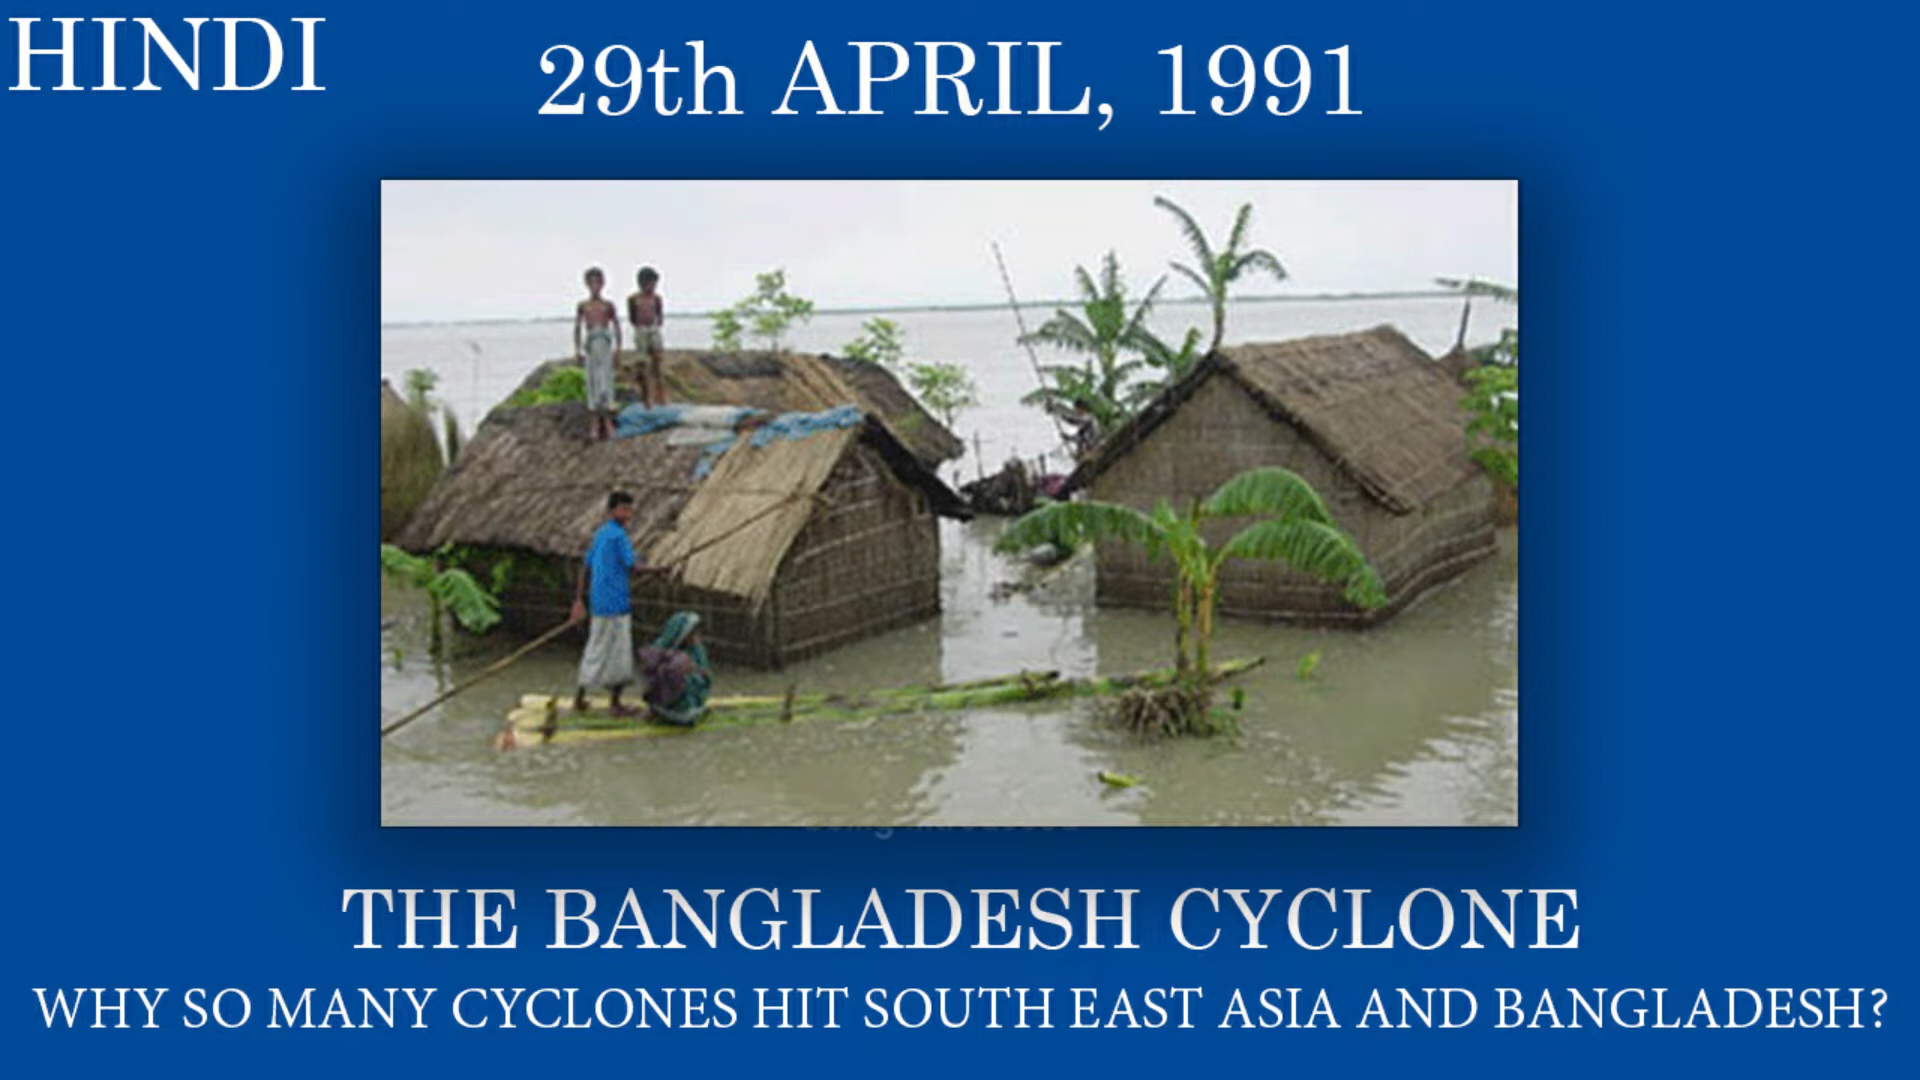 HINDI
29th APRIL, 1991
THE BANGLADESH CYCLONE
WHY SO MANY CYCLONES HIT SOUTH EAST ASIA AND BANGLADESH?